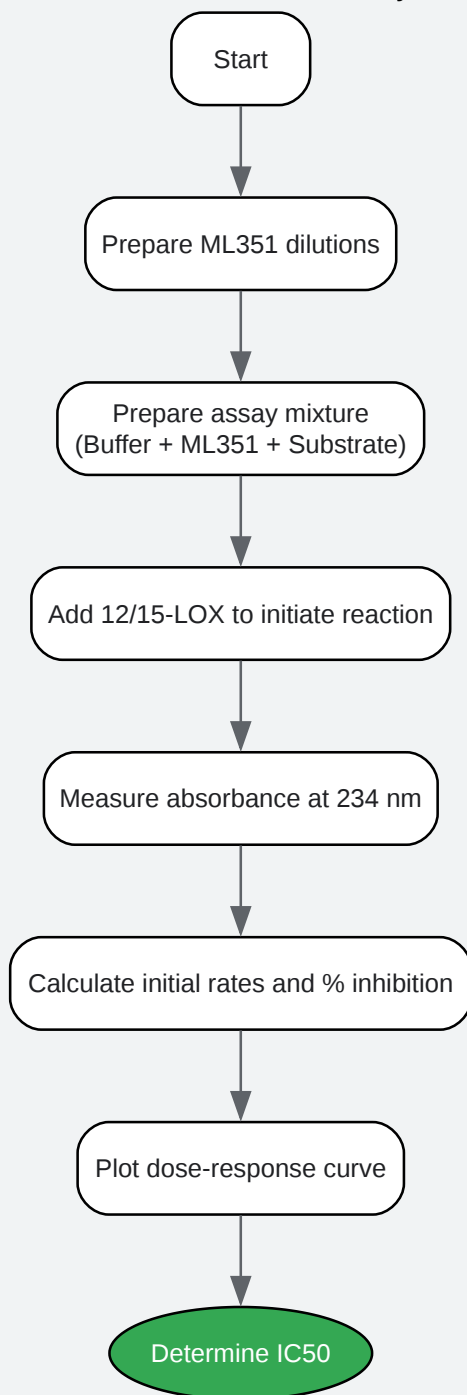 Start
Prepare ML351 dilutions
Prepare assay mixture
(Buffer + ML351 + Substrate)
Add 12/15-LOX to initiate reaction
Measure absorbance at 234 nm
Calculate initial rates and % inhibition
Plot dose-response curve
Determine IC50